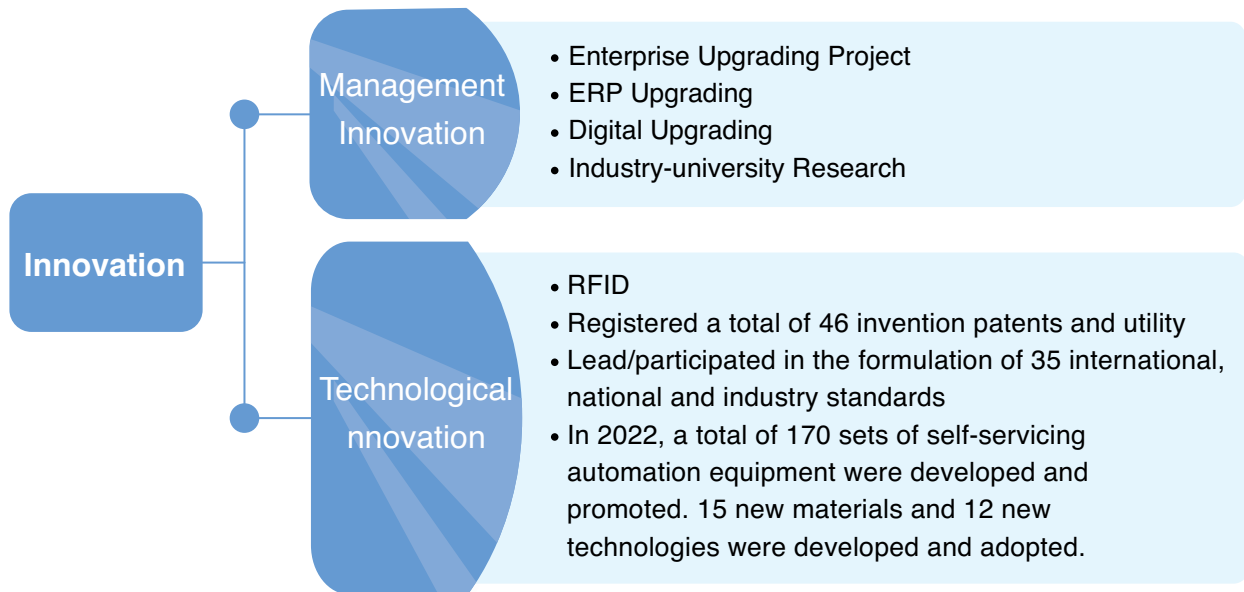 Innovation
Management
Innovation
• Enterprise Upgrading Project
• ERP Upgrading
• Digital Upgrading
• Industry-university Research
Technological
nnovation
• RFID
• Registered a total of 46 invention patents and utility
• Lead/participated in the formulation of 35 international,
national and industry standards
• In 2022, a total of 170 sets of self-servicing
automation equipment were developed and
promoted. 15 new materials and 12 new
technologies were developed and adopted.